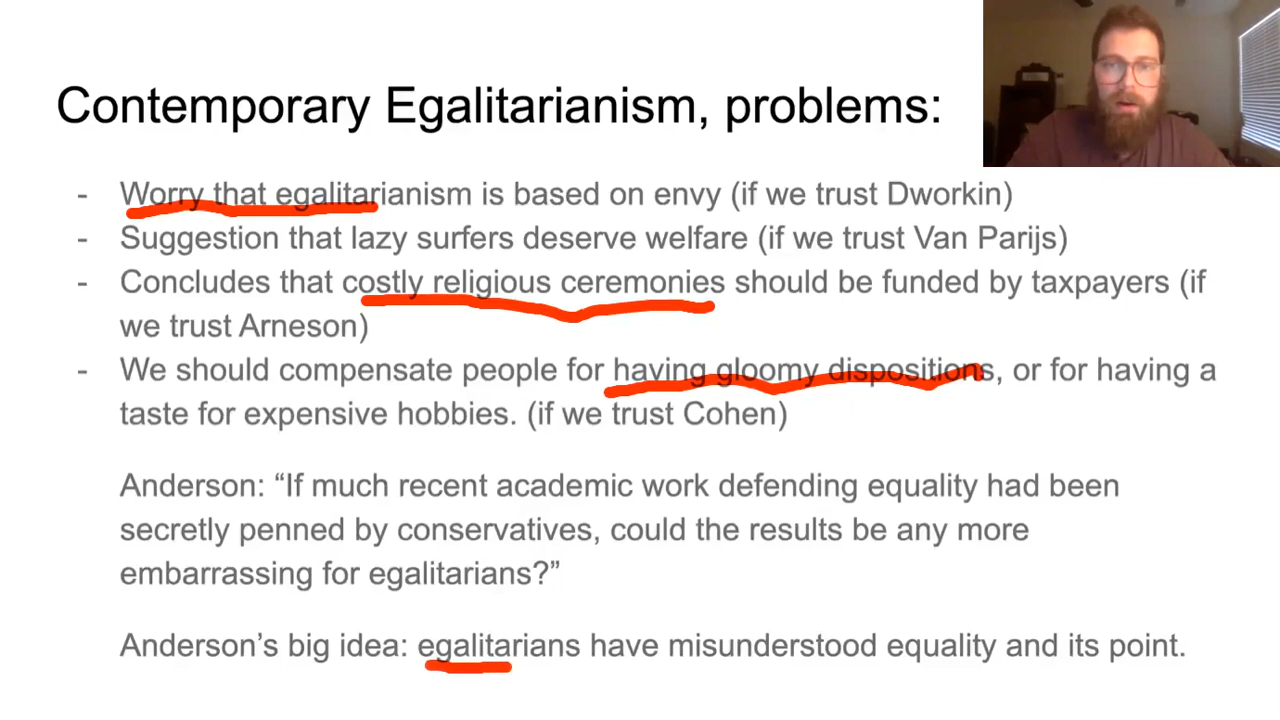 Contemporary Egalitarianism, problems:
- Worry that egalitarianism is based on envy (if we trust Dworkin)
- Suggestion that lazy surfers deserve welfare (if we trust Van Parijs)
- Concludes that costly religious ceremonies should be funded by taxpayers (if
we trust Arneson)
- We should compensate people for having gloomy dispositions, or for having a
taste for expensive hobbies. (if we trust Cohen)
Anderson: “If much recent academic work defending equality had been
secretly penned by conservatives, could the results be any more
embarrassing for egalitarians?”
Anderson’s big idea: egalitarians have misunderstood equality and its point.